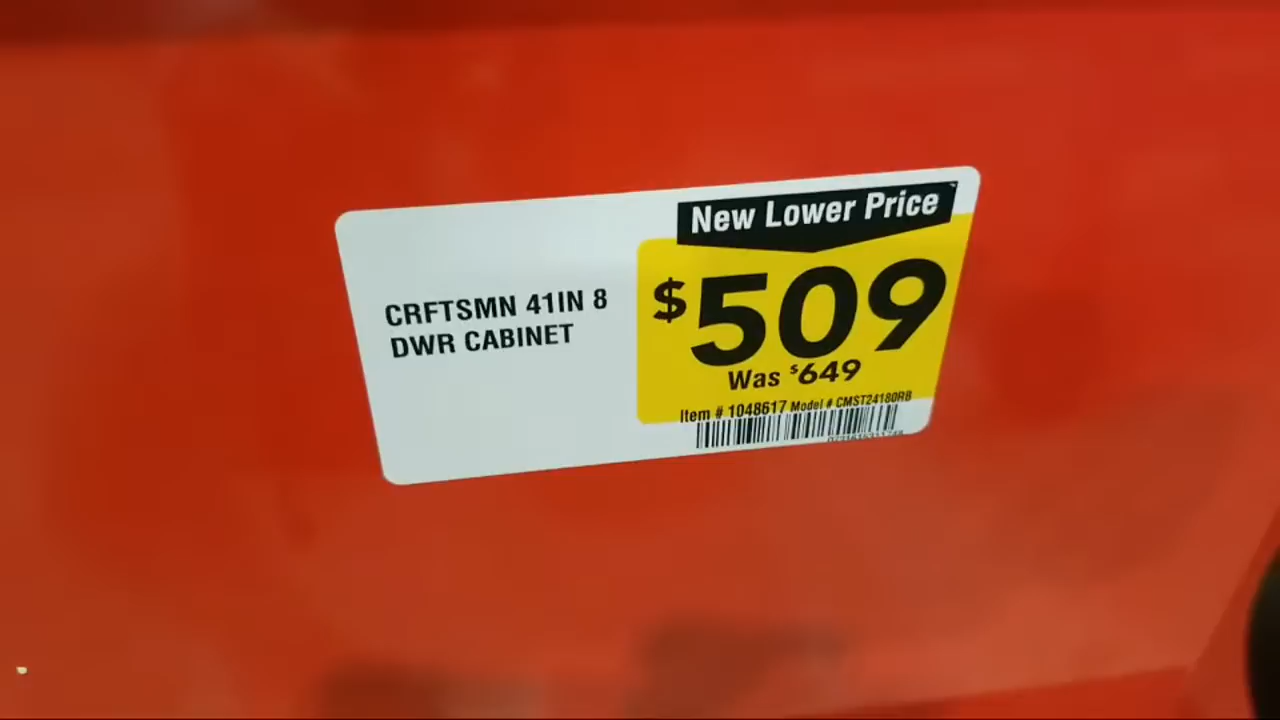 New Lower Price
CRFTSMN 41IN 8
DWR CABINET
$509
Was $649
Item # 1048617 Model # CMST24180RB